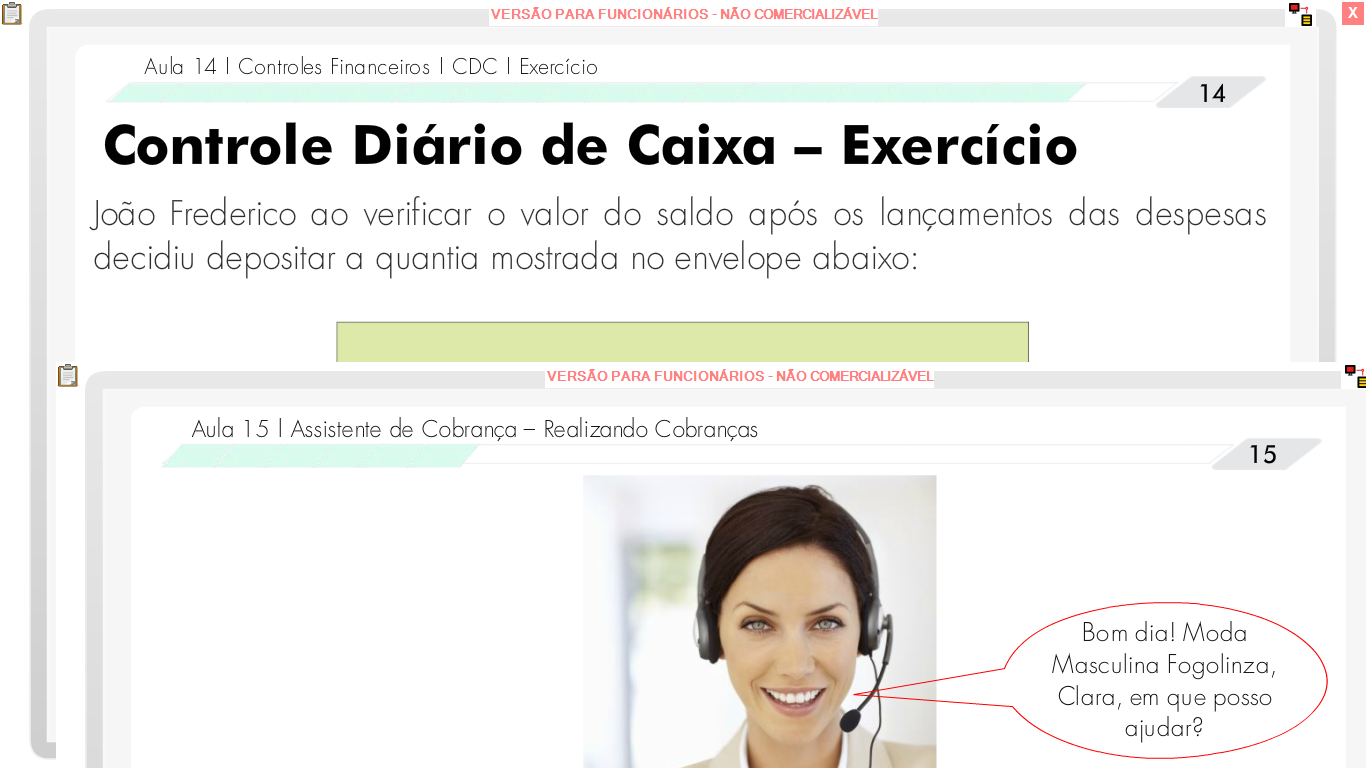 VERSÃO PARA FUNCIONÁRIOS - NÃO COMERCIALIZÁVEL
X
Aula 14 | Controles Financeiros | CDC | Exercício
14
Controle Diário de Caixa – Exercício
João Frederico ao verificar o valor do saldo após os lançamentos das despesas
decidiu depositar a quantia mostrada no envelope abaixo:
VERSÃO PARA FUNCIONÁRIOS - NÃO COMERCIALIZÁVEL
Aula 15 | Assistente de Cobrança – Realizando Cobranças
15
Bom dia! Moda
Masculina Fogolinza,
Clara, em que posso
ajudar?